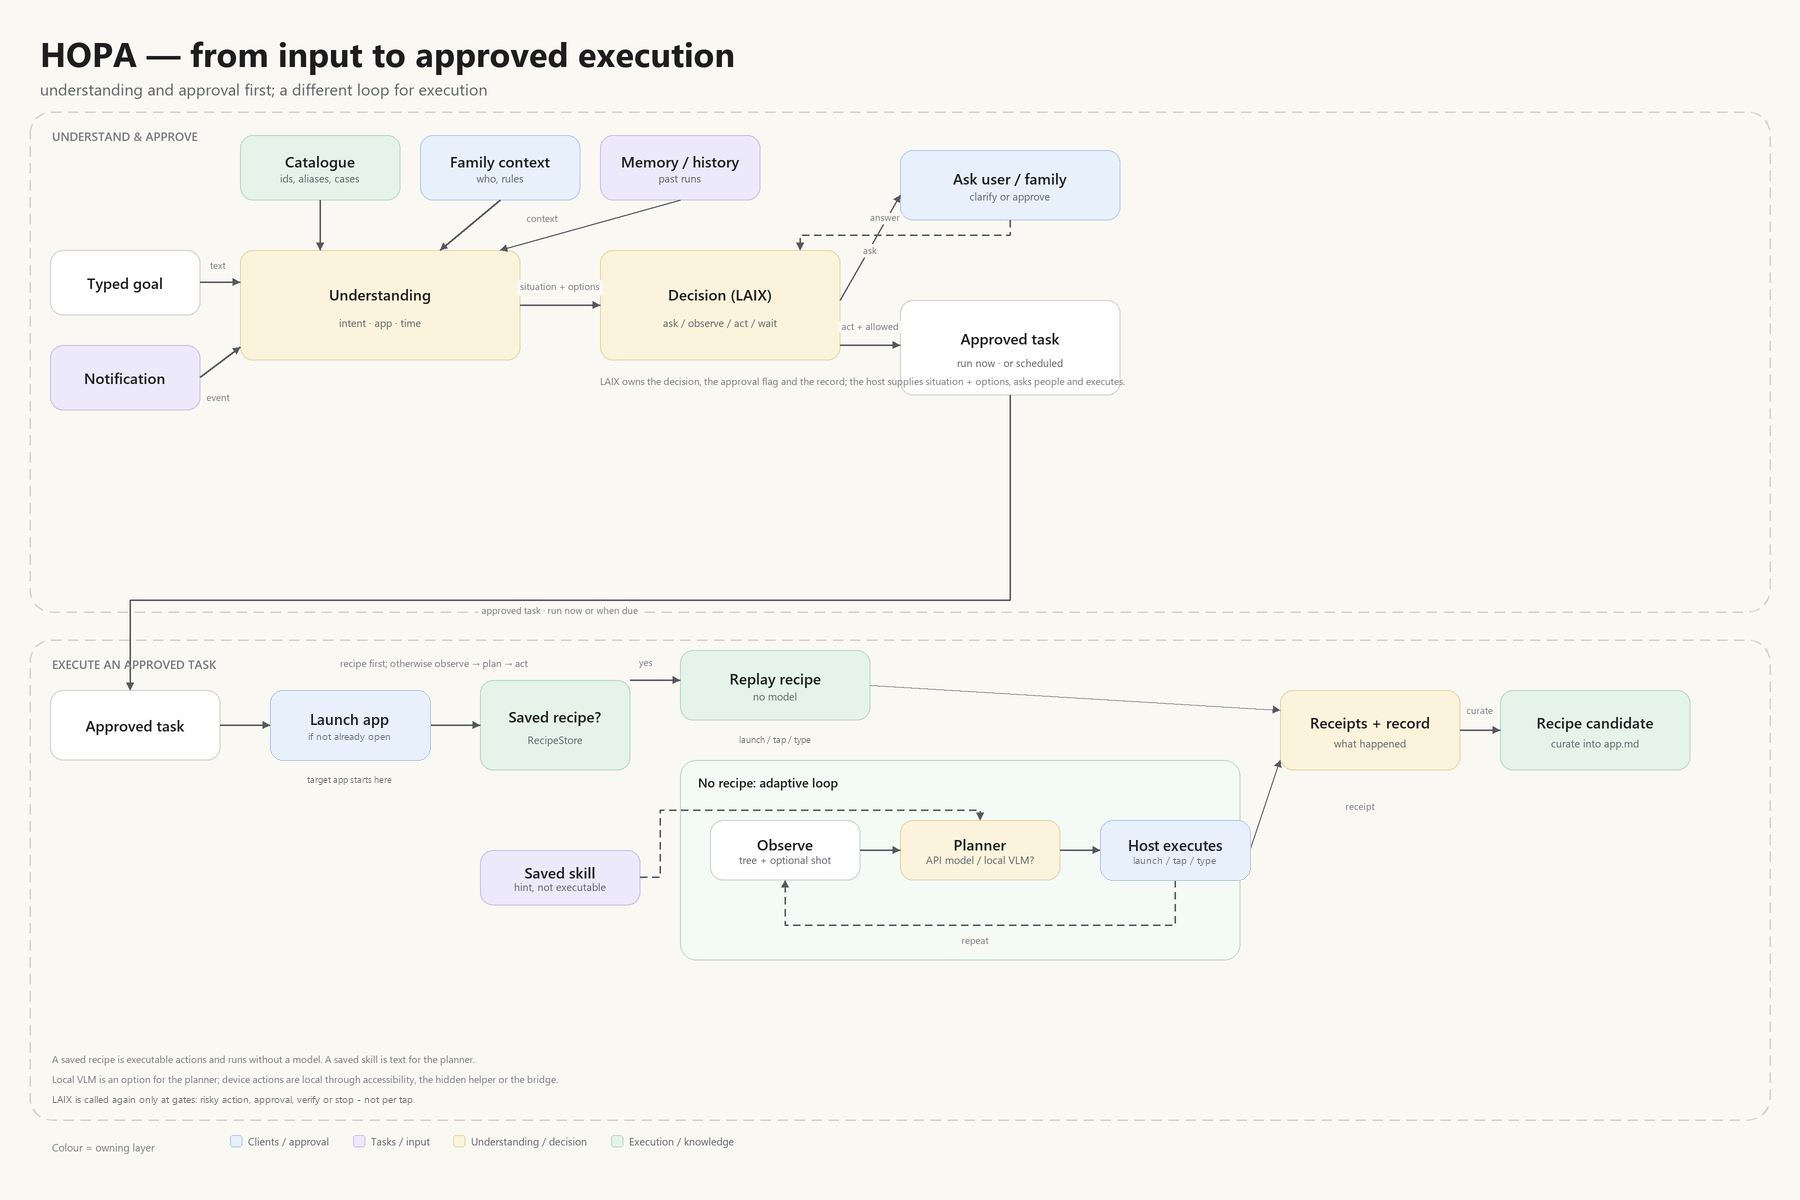 HOPA — from input to approved execution
understanding and approval first; a different loop for execution
UNDERSTAND & APPROVE
Catalogue
ids, aliases, cases
Family context
who, rules
Memory / history
past runs
Ask user / family
clarify or approve
context
answer
ask
Typed goal
text
Understanding
intent · app · time
situation + options
Decision (LAIX)
ask / observe / act / wait
act + allowed
Approved task
run now · or scheduled
Notification
event
LAIX owns the decision, the approval flag and the record; the host supplies situation + options, asks people and executes.
approved task · run now or when due
EXECUTE AN APPROVED TASK
recipe first; otherwise observe → plan → act
yes
Approved task
Launch app
if not already open
target app starts here
Saved recipe?
RecipeStore
Replay recipe
no model
launch / tap / type
Receipts + record
what happened
curate
Recipe candidate
curate into app.md
receipt
No recipe: adaptive loop
Observe
tree + optional shot
Planner
API model / local VLM?
Host executes
launch / tap / type
Saved skill
hint, not executable
repeat
A saved recipe is executable actions and runs without a model. A saved skill is text for the planner.
Local VLM is an option for the planner; device actions are local through accessibility, the hidden helper or the bridge.
LAIX is called again only at gates: risky action, approval, verify or stop – not per tap.
Colour = owning layer
Clients / approval
Tasks / input
Understanding / decision
Execution / knowledge